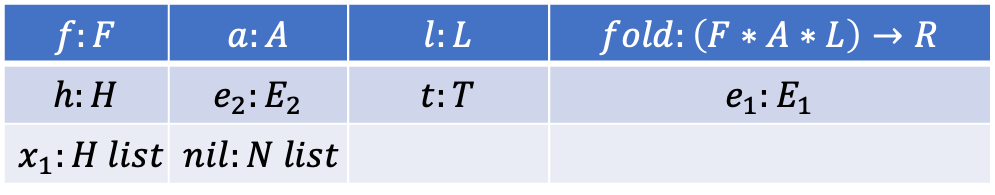 f: F a: A l: L fold: (F * A * L) → R
h: H e₂: E₂ t: T e₁: E₁
x₁: H list nil: N list